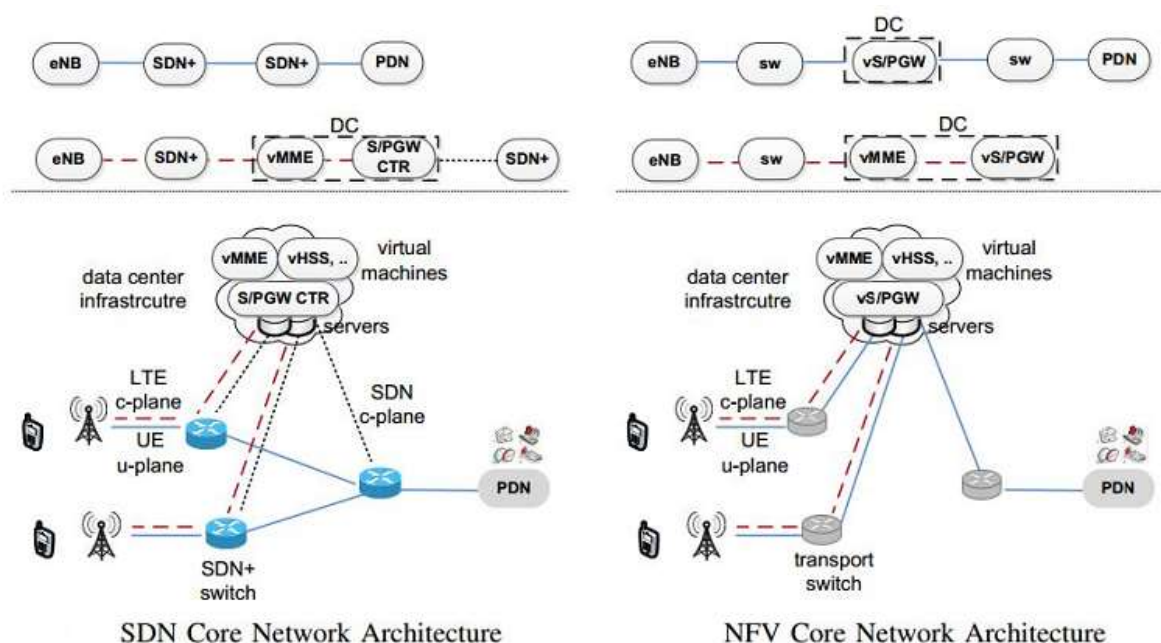 DC
eNB SDN+ SDN+ PDN
DC
eNB SDN+ vMME S/PGW CTR SDN+
vMME vHSS, ..
virtual machines
data center infrastrcutre
S/PGW CTR
servers
LTE
c-plane
UE
u-plane
SDN
c-plane
PDN
SDN+
switch
SDN Core Network Architecture
eNB sw vS/PGW sw PDN
DC
eNB sw vMME vS/PGW
vMME vHSS, ..
virtual machines
data center infrastrcutre
vS/PGW
servers
LTE
c-plane
UE
u-plane
PDN
transport
switch
NFV Core Network Architecture